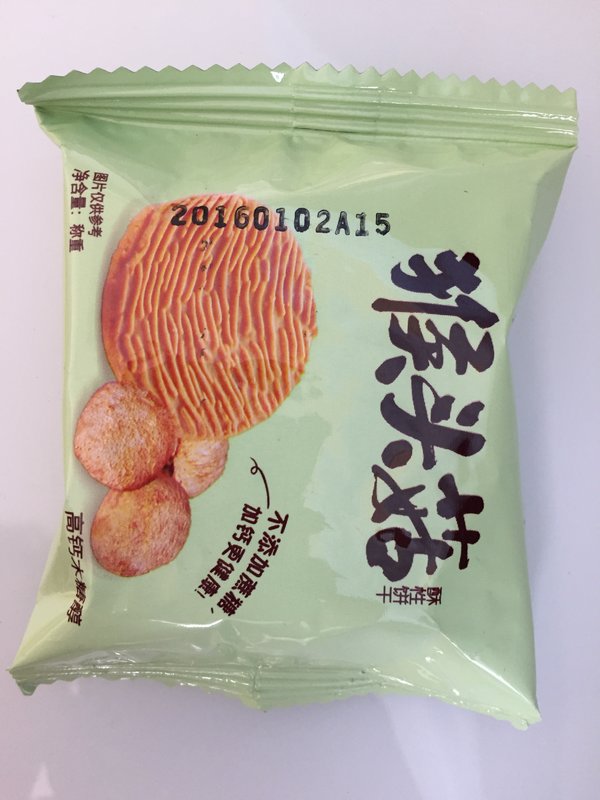 20160102A15
猴头菇
酥性饼干
不添加蔗糖
加钙更健康!
高钙木糖醇
图片仅供参考
净含量：称重